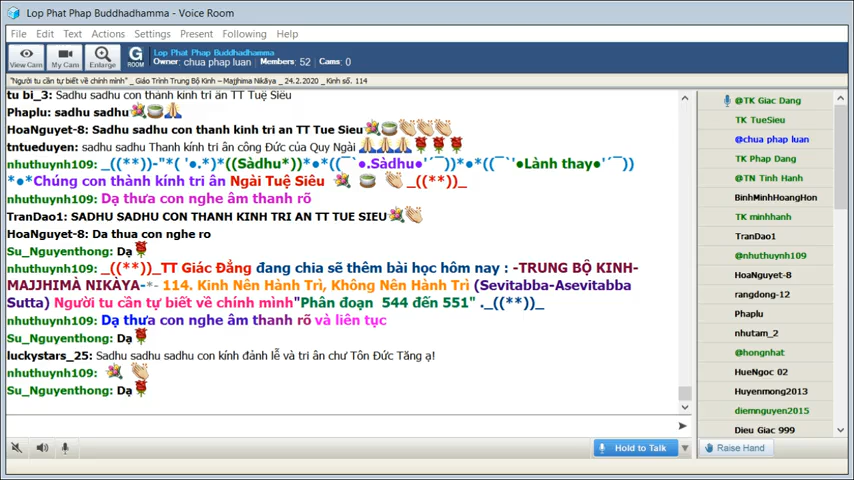 Lop Phat Phap Buddhadhamma - Voice Room
File Edit Text Actions Settings Present Following Help
View Cam My Cam Enlarge G ROOM
Lop Phat Phap Buddhadhamma
Owner: chua phap luan Members: 52 Cams: 0
"Người tu cần tự biết về chính mình" _ Giáo Trình Trung Bộ Kinh – Majjhima Nikāya _ 24.2.2020 _ Kinh số. 114
tu bi_3: Sadhu sadhu con thành kính tri ân TT Tuệ Siêu
Phaplu: sadhu sadhu
HoaNguyet-8: Sadhu sadhu con thanh kinh tri an TT Tue Sieu
tntueduyen: sadhu sadhu Thanh kính tri ân công Đức của Quy Ngài
nhuthuynh109: _((**))-"*( '●.*)●((Sàdhu*))*●*((¯`●.Sàdhu●'´¯))*●*((¯`'●Lành thay●'´¯))
*●*Chúng con thành kính tri ân Ngài Tuệ Siêu _((**))_
nhuthuynh109: Dạ thưa con nghe âm thanh rõ
TranDao1: SADHU SADHU CON THANH KINH TRI AN TT TUE SIEU
HoaNguyet-8: Da thua con nghe ro
Su_Nguyenthong: Dạ
nhuthuynh109: _((**))_TT Giác Đẳng đang chia sẽ thêm bài học hôm nay : -TRUNG BỘ KINH-
MAJJHIMÀ NIKÀYA-*- 114. Kinh Nên Hành Trì, Không Nên Hành Trì (Sevitabba-Asevitabba
Sutta) Người tu cần tự biết về chính mình"Phân đoạn 544 đến 551" ._((**))_
nhuthuynh109: Dạ thưa con nghe âm thanh rõ và liên tục
Su_Nguyenthong: Dạ
luckystars_25: Sadhu sadhu sadhu con kính đảnh lễ và tri ân chư Tôn Đức Tăng ạ!
nhuthuynh109:
Su_Nguyenthong: Dạ
@TK Giac Dang
TK TueSieu
@chua phap luan
TK Phap Dang
@TN Tinh Hanh
BinhMinhHoangHon
TK minhhanh
TranDao1
@nhuthuynh109
HoaNguyet-8
rangdong-12
Phaplu
nhutam_2
@hongnhat
HueNgoc 02
Huyenmong2013
diemnguyen2015
Dieu Giac 999
Hold to Talk
Raise Hand